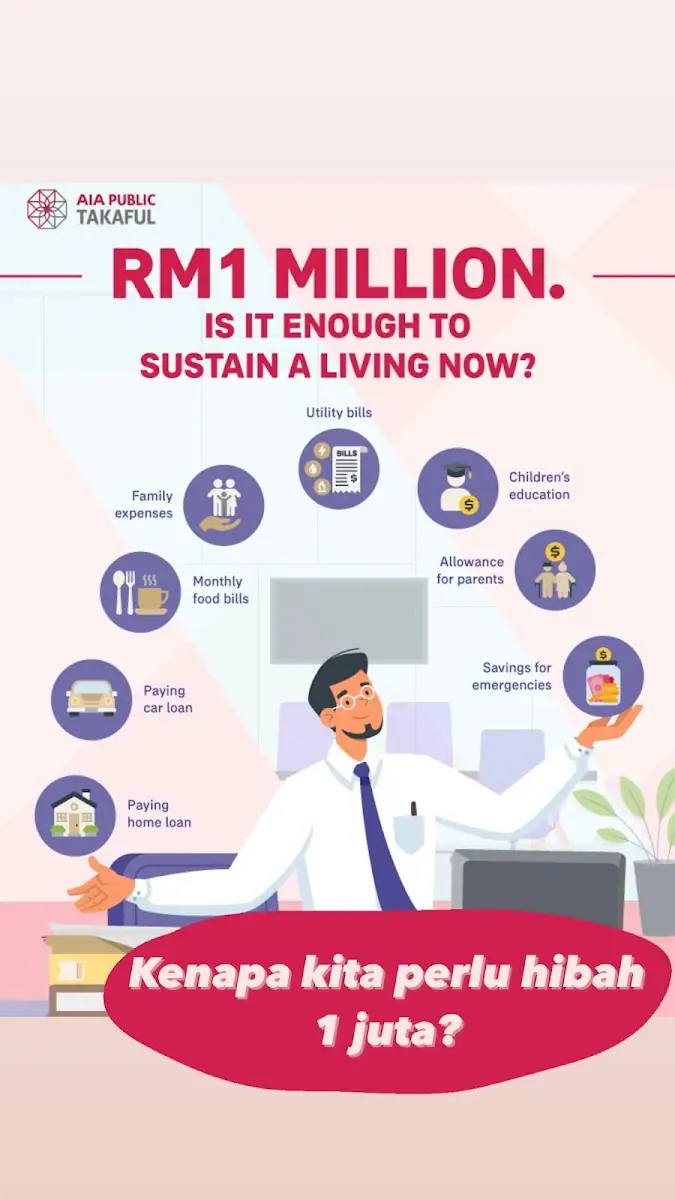 AIA PUBLIC
TAKAFUL
RM1 MILLION.
IS IT ENOUGH TO
SUSTAIN A LIVING NOW?
Utility bills
BILLS
$
Children's
education
$
Family
expenses
Allowance
for parents
$
Monthly
food bills
Savings for
emergencies
$
Paying
car loan
Paying
home loan
Kenapa kita perlu hibah
1 juta?